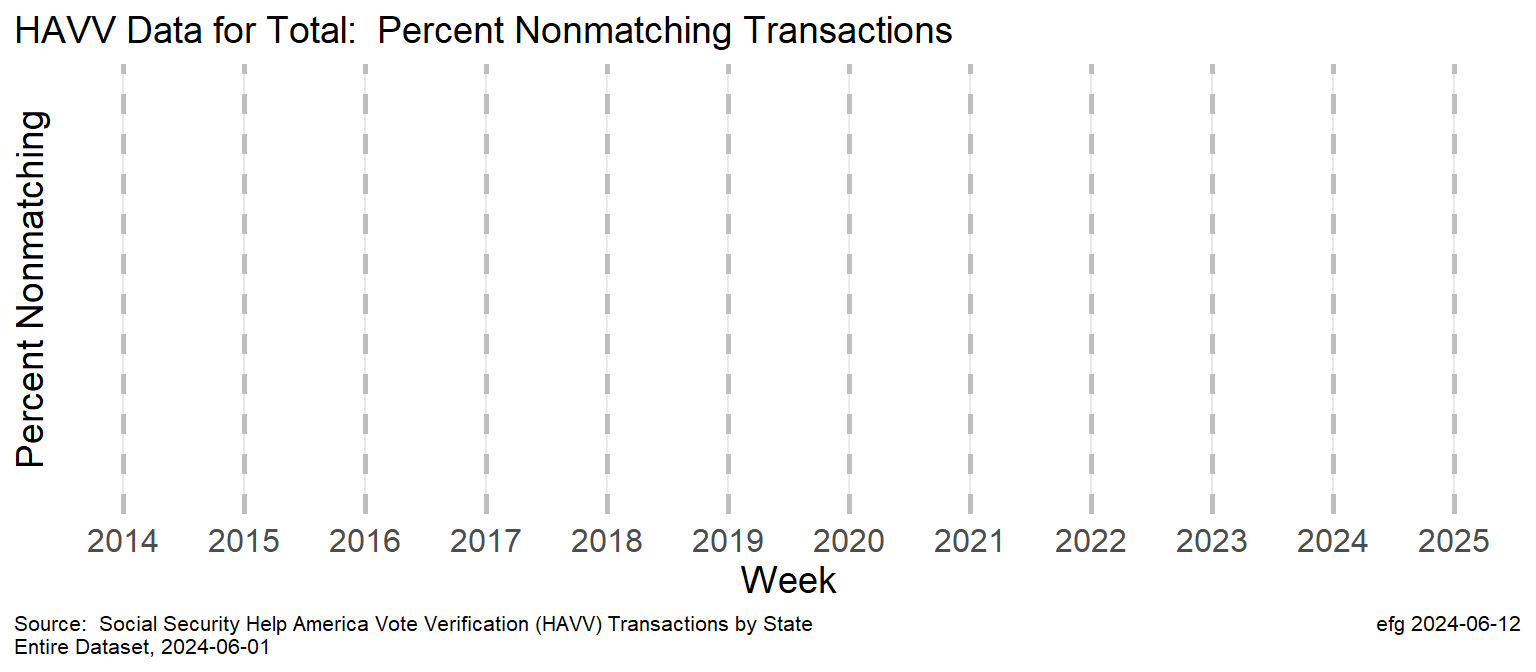 HAVV Data for Total:  Percent Nonmatching Transactions
Percent Nonmatching
2014 2015 2016 2017 2018 2019 2020 2021 2022 2023 2024 2025
Week
Source:  Social Security Help America Vote Verification (HAVV) Transactions by State
efg 2024-06-12
Entire Dataset, 2024-06-01